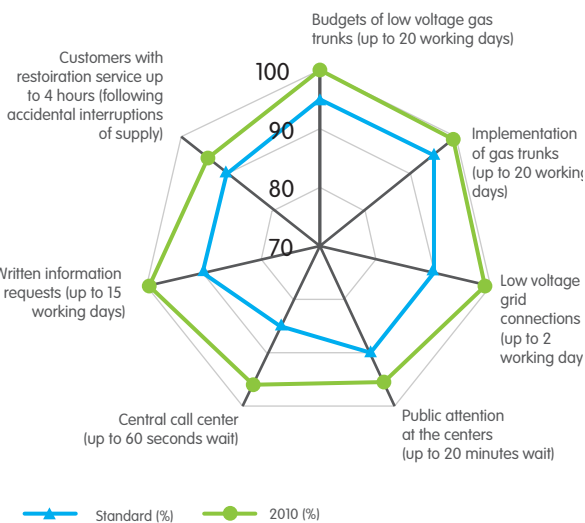 Budgets of low voltage gas
trunks (up to 20 working days)
Customers with
restoiration service up
to 4 hours (following
accidental interruptions
of supply)
100
90
80
70
Implementation
of gas trunks
(up to 20 working
days)
Written information
requests (up to 15
working days)
Low voltage
grid
connections
(up to 2
working day
Central call center
(up to 60 seconds wait)
Public attention
at the centers
(up to 20 minutes wait)
Standard (%)
2010 (%)